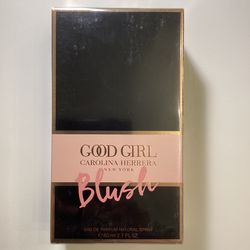 GOOD GIRL
CAROLINA HERRERA
NEW YORK
Blush
EAU DE PARFUM NATURAL SPRAY
℮ 80 ml 2.7 FL.OZ.